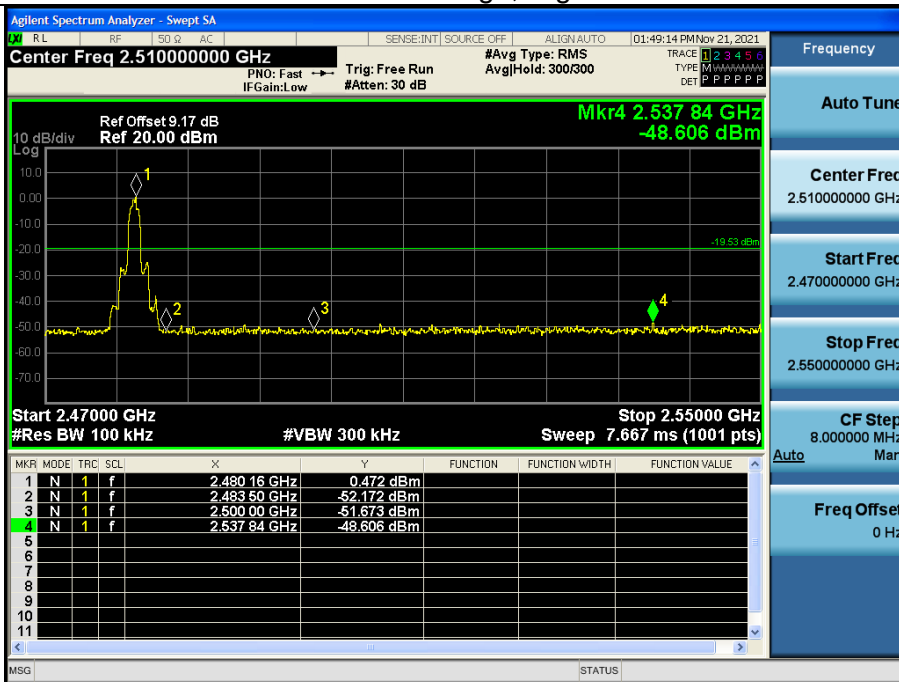 Agilent Spectrum Analyzer - Swept SA
LXI RL RF 50 Ω AC SENSE:INT SOURCE OFF ALIGN AUTO 01:49:14 PM Nov 21, 2021
Center Freq 2.510000000 GHz
PNO: Fast
IFGain:Low
Trig: Free Run
#Atten: 30 dB
#Avg Type: RMS
Avg|Hold: 300/300
TRACE 1 2 3 4 5 6
TYPE M
DET P P P P P P
Mkr4 2.537 84 GHz
-48.606 dBm
Ref Offset 9.17 dB
10 dB/div Ref 20.00 dBm
Log
10.0
0.00
-10.0
-20.0
-30.0
-40.0
-50.0
-60.0
-70.0
1
2
3
4
-19.53 dBm
Start 2.47000 GHz Stop 2.55000 GHz
#Res BW 100 kHz #VBW 300 kHz Sweep 7.667 ms (1001 pts)
MKR MODE TRC SCL X Y FUNCTION FUNCTION WIDTH FUNCTION VALUE
1 N 1 f 2.480 16 GHz 0.472 dBm
2 N 1 f 2.483 50 GHz -52.172 dBm
3 N 1 f 2.500 00 GHz -51.673 dBm
4 N 1 f 2.537 84 GHz -48.606 dBm
5
6
7
8
9
10
11
MSG STATUS
Frequency
Auto Tune
Center Freq
2.510000000 GHz
Start Freq
2.470000000 GHz
Stop Freq
2.550000000 GHz
CF Step
8.000000 MHz
Auto Man
Freq Offset
0 Hz